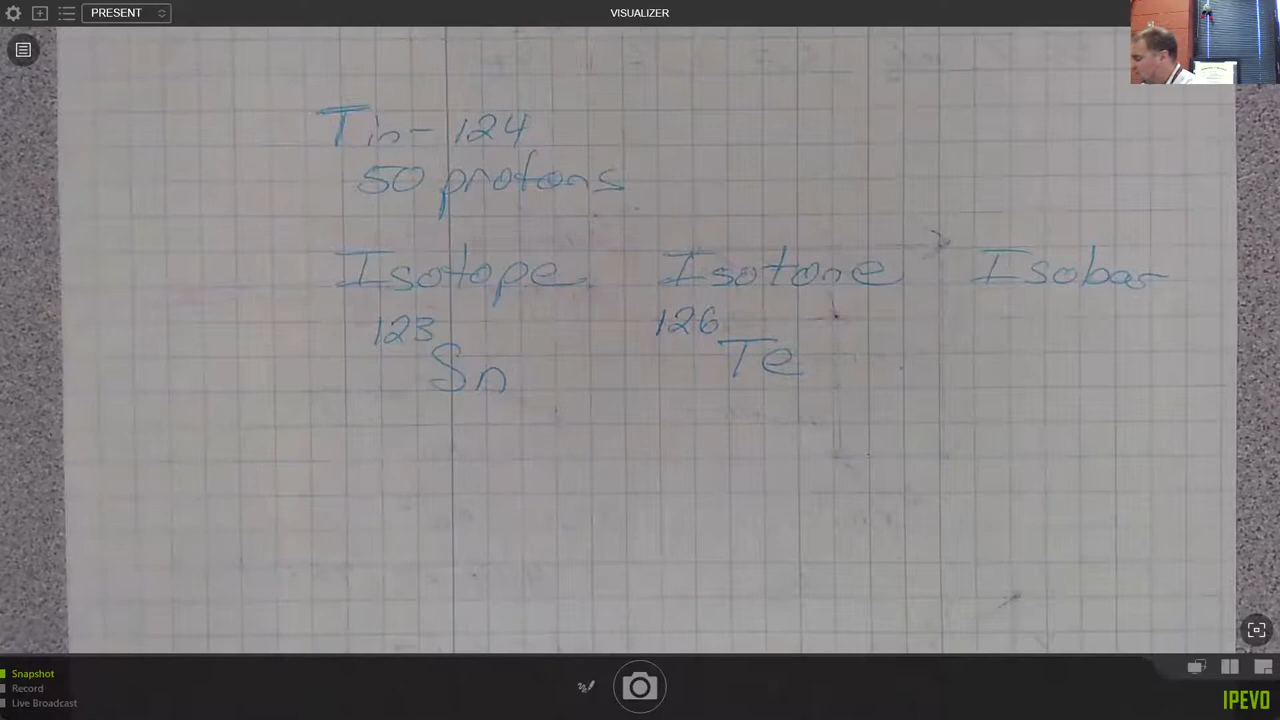 PRESENT
VISUALIZER
Tin-124
50 protons
Isotope Isotone Isobar
123 126
Sn Te
Snapshot
Record
Live Broadcast
IPEVO